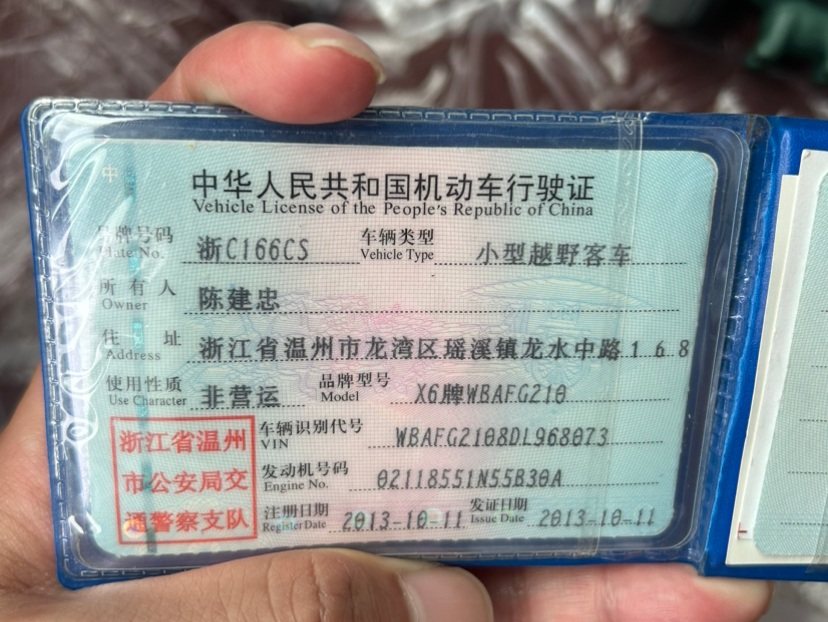 中华人民共和国机动车行驶证
Vehicle License of the People's Republic of China
号牌号码 浙C166CS 车辆类型 小型越野客车
Plate No. Vehicle Type
所有人 陈建忠
Owner
住址 浙江省温州市龙湾区瑶溪镇龙水中路168
Address
使用性质 非营运 品牌型号 X6牌WBAFG210
Use Character Model
浙江省温州 车辆识别代号 WBAFG2108DL968073
VIN
市公安局交 发动机号码 02118551N55B30A
Engine No.
通警察支队 注册日期 2013-10-11 发证日期 2013-10-11
Register Date Issue Date